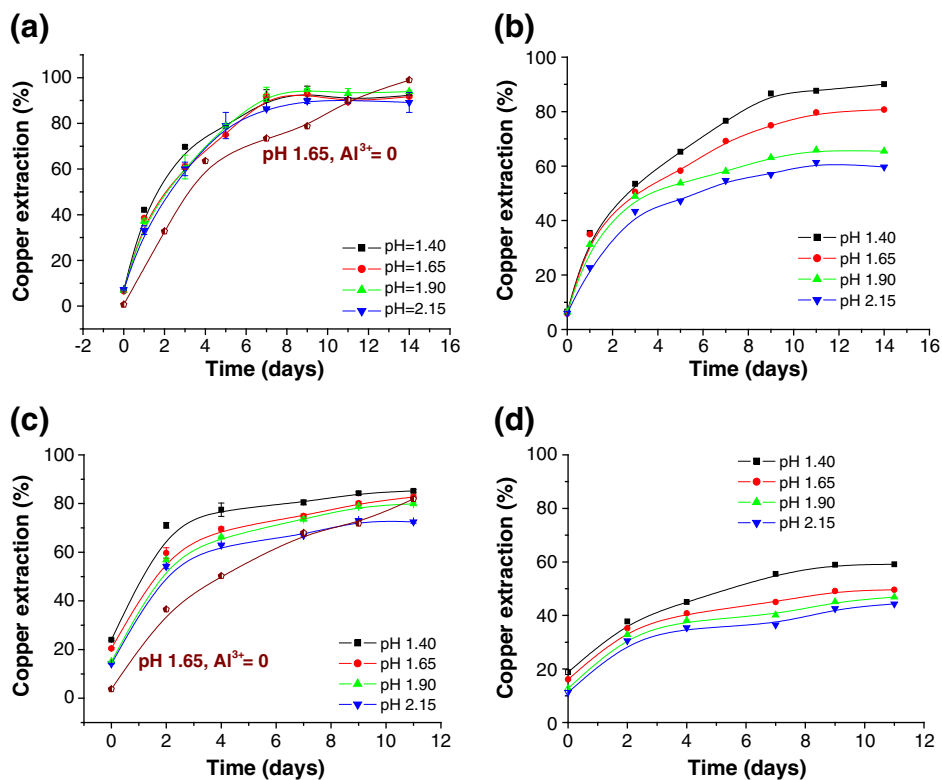 (a)
Copper extraction (%)
100
80
60
40
20
0
-2 0 2 4 6 8 10 12 14 16
Time (days)
pH 1.65, Al³⁺= 0
pH=1.40
pH=1.65
pH=1.90
pH=2.15
(b)
Copper extraction (%)
100
80
60
40
20
0
0 2 4 6 8 10 12 14 16
Time (days)
pH 1.40
pH 1.65
pH 1.90
pH 2.15
(c)
Copper extraction (%)
100
80
60
40
20
0
0 2 4 6 8 10 12
Time (days)
pH 1.65, Al³⁺= 0
pH 1.40
pH 1.65
pH 1.90
pH 2.15
(d)
Copper extraction (%)
100
80
60
40
20
0
0 2 4 6 8 10 12
Time (days)
pH 1.40
pH 1.65
pH 1.90
pH 2.15